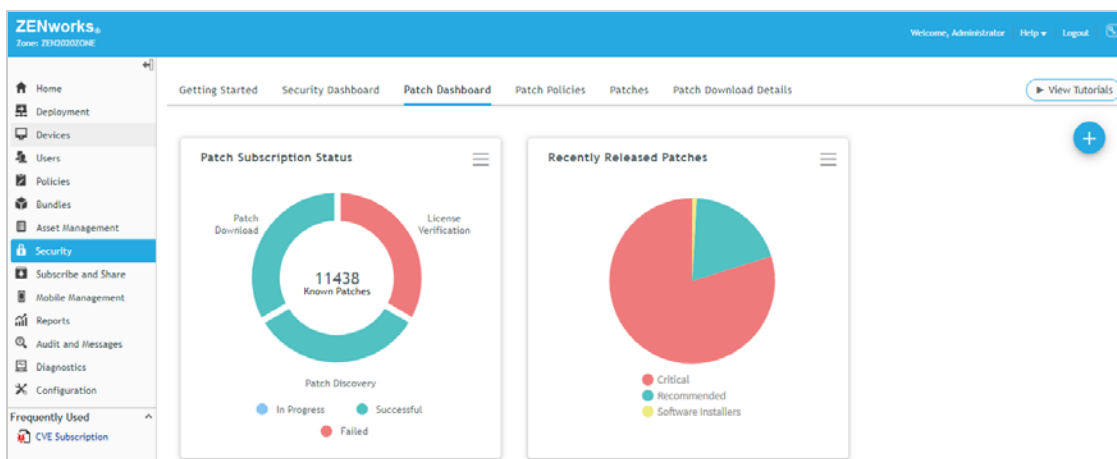 ZENworks®
Zone: ZEN2020ZONE
Welcome, Administrator Help Logout
Home
Deployment
Devices
Users
Policies
Bundles
Asset Management
Security
Subscribe and Share
Mobile Management
Reports
Audit and Messages
Diagnostics
Configuration
Frequently Used
CVE Subscription
Getting Started Security Dashboard Patch Dashboard Patch Policies Patches Patch Download Details
View Tutorials
+
Patch Subscription Status
Patch
Download
License
Verification
11438
Known Patches
Patch Discovery
In Progress Successful
Failed
Recently Released Patches
Critical
Recommended
Software Installers